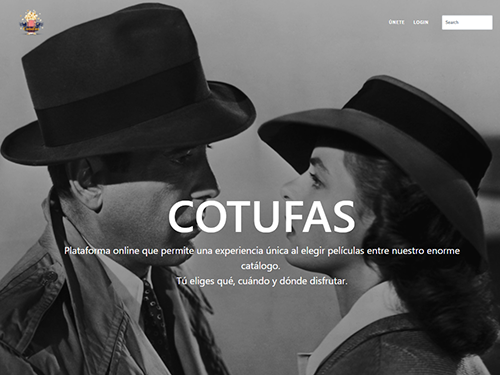 ÚNETE LOGIN Search
COTUFAS
Plataforma online que permite una experiencia única al elegir películas entre nuestro enorme
catálogo.
Tú eliges qué, cuándo y dónde disfrutar.